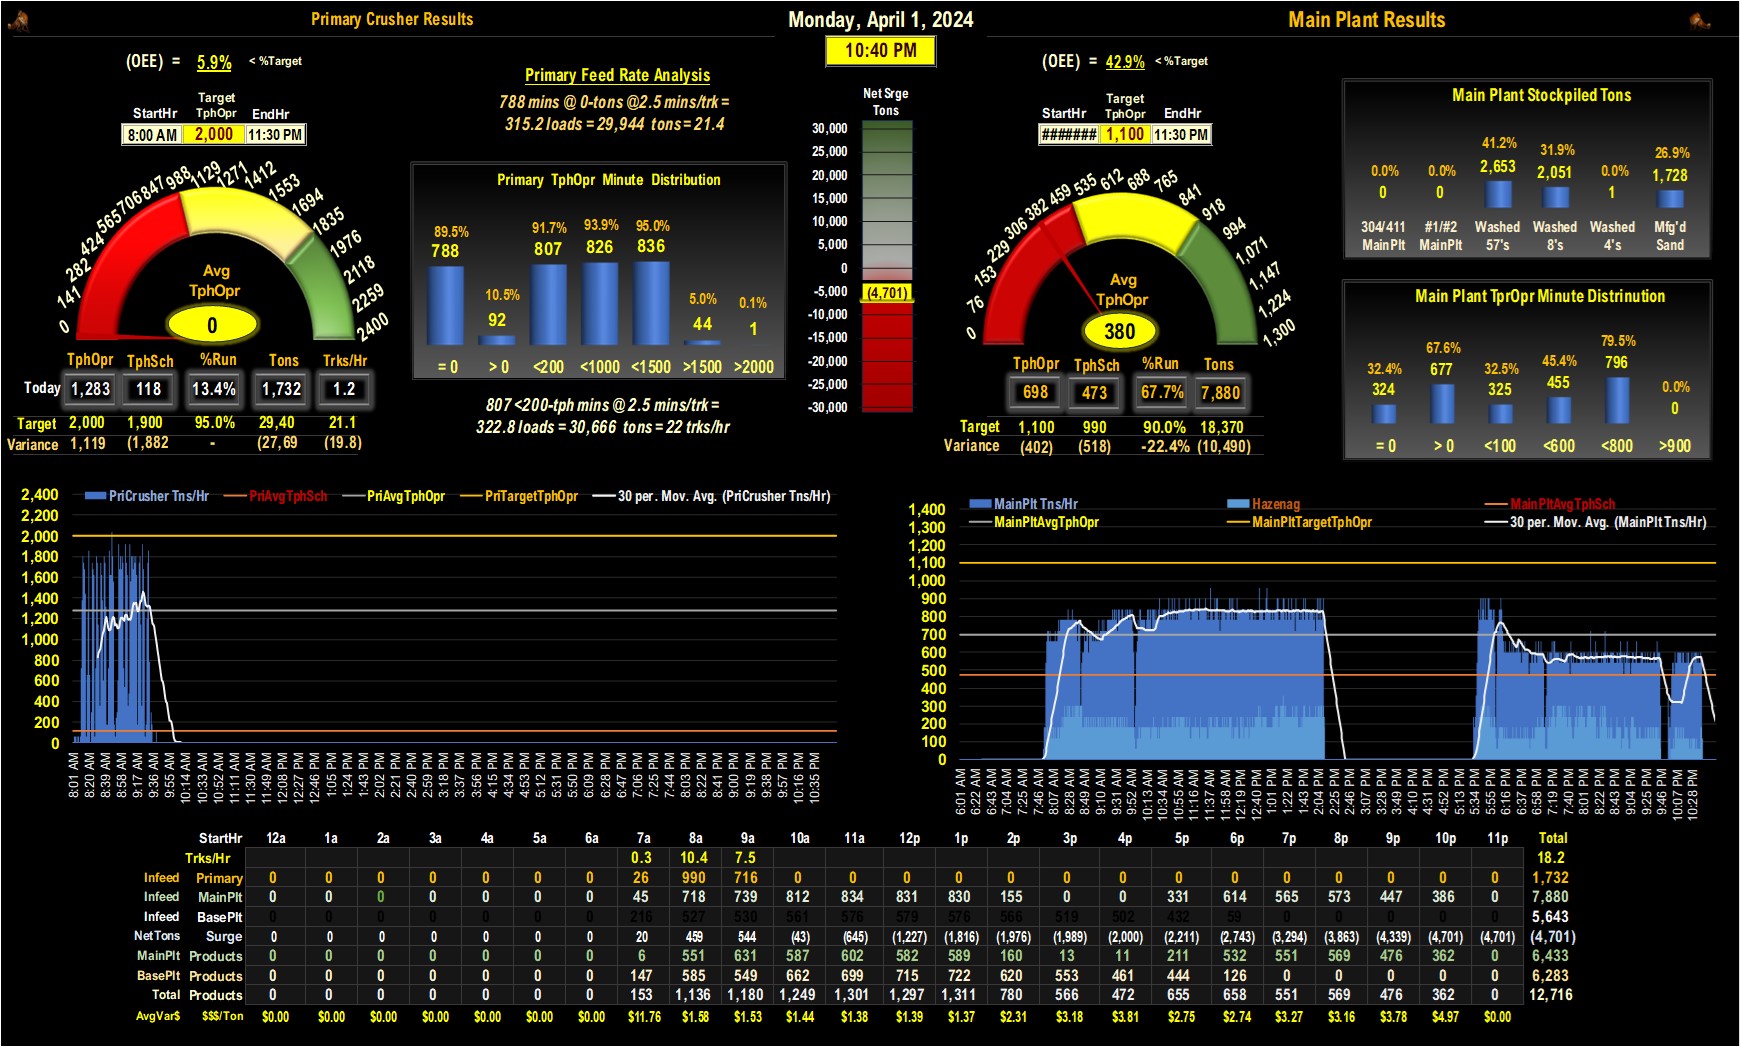 Primary Crusher Results
Monday, April 1, 2024
Main Plant Results
10:40 PM
(OEE) = 5.9% < %Target
Target
StartHr TphOpr EndHr
8:00 AM 2,000 11:30 PM
0 141 282 424 565 706 847 988 1129 1271 1412 1553 1694 1835 1976 2118 2259 2400
Avg
TphOpr
0
TphOpr TphSch %Run Tons Trks/Hr
Today 1,283 118 13.4% 1,732 1.2
Target 2,000 1,900 95.0% 29,40 21.1
Variance 1,119 (1,882 - (27,69 (19.8)
Primary Feed Rate Analysis
788 mins @ 0-tons @2.5 mins/trk =
315.2 loads = 29,944 tons = 21.4
Primary TphOpr Minute Distribution
89.5% 10.5% 91.7% 93.9% 95.0% 5.0% 0.1%
788 92 807 826 836 44 1
= 0 > 0 <200 <1000 <1500 >1500 >2000
807 <200-tph mins @ 2.5 mins/trk =
322.8 loads = 30,666 tons = 22 trks/hr
Net Srge
Tons
30,000
25,000
20,000
15,000
10,000
5,000
0
-5,000
(4,701)
-10,000
-15,000
-20,000
-25,000
-30,000
(OEE) = 42.9% < %Target
Target
StartHr TphOpr EndHr
####### 1,100 11:30 PM
0 76 153 229 306 382 459 535 612 688 765 841 918 994 1,071 1,147 1,224 1,300
Avg
TphOpr
380
TphOpr TphSch %Run Tons
698 473 67.7% 7,880
Target 1,100 990 90.0% 18,370
Variance (402) (518) -22.4% (10,490)
Main Plant Stockpiled Tons
0.0% 0.0% 41.2% 31.9% 0.0% 26.9%
0 0 2,653 2,051 1 1,728
304/411 #1/#2 Washed Washed Washed Mfg'd
MainPlt MainPlt 57's 8's 4's Sand
Main Plant TprOpr Minute Distrinution
32.4% 67.6% 32.5% 45.4% 79.5% 0.0%
324 677 325 455 796 0
= 0 > 0 <100 <600 <800 >900
PriCrusher Tns/Hr PriAvgTphSch PriAvgTphOpr PriTargetTphOpr 30 per. Mov. Avg. (PriCrusher Tns/Hr)
2,400
2,200
2,000
1,800
1,600
1,400
1,200
1,000
800
600
400
200
0
8:01 AM 8:20 AM 8:39 AM 8:58 AM 9:17 AM 9:36 AM 9:55 AM 10:14 AM 10:33 AM 10:52 AM 11:11 AM 11:30 AM 11:49 AM 12:08 PM 12:27 PM 12:46 PM 1:05 PM 1:24 PM 1:43 PM 2:02 PM 2:21 PM 2:40 PM 2:59 PM 3:18 PM 3:37 PM 3:56 PM 4:15 PM 4:34 PM 4:53 PM 5:12 PM 5:31 PM 5:50 PM 6:09 PM 6:28 PM 6:47 PM 7:06 PM 7:25 PM 7:44 PM 8:03 PM 8:22 PM 8:41 PM 9:00 PM 9:19 PM 9:38 PM 9:57 PM 10:16 PM 10:35 PM
MainPlt Tns/Hr Hazenag MainPltAvgTphSch
MainPltAvgTphOpr MainPltTargetTphOpr 30 per. Mov. Avg. (MainPlt Tns/Hr)
1,400
1,300
1,200
1,100
1,000
900
800
700
600
500
400
300
200
100
0
6:01 AM 6:22 AM 6:43 AM 7:04 AM 7:25 AM 7:46 AM 8:07 AM 8:28 AM 8:49 AM 9:10 AM 9:31 AM 9:52 AM 10:13 AM 10:34 AM 10:55 AM 11:16 AM 11:37 AM 11:58 AM 12:19 PM 12:40 PM 1:01 PM 1:22 PM 1:43 PM 2:04 PM 2:25 PM 2:46 PM 3:07 PM 3:28 PM 3:49 PM 4:10 PM 4:31 PM 4:52 PM 5:13 PM 5:34 PM 5:55 PM 6:16 PM 6:37 PM 6:58 PM 7:19 PM 7:40 PM 8:01 PM 8:22 PM 8:43 PM 9:04 PM 9:25 PM 9:46 PM 10:07 PM 10:28 PM
StartHr 12a 1a 2a 3a 4a 5a 6a 7a 8a 9a 10a 11a 12p 1p 2p 3p 4p 5p 6p 7p 8p 9p 10p 11p Total
Trks/Hr 0.3 10.4 7.5 18.2
Infeed Primary 0 0 0 0 0 0 0 26 990 716 0 0 0 0 0 0 0 0 0 0 0 0 0 0 1,732
Infeed MainPlt 0 0 0 0 0 0 0 45 718 739 812 834 831 830 155 0 0 331 614 565 573 447 386 0 7,880
Infeed BasePlt 0 0 0 0 0 0 0 216 527 530 561 576 579 576 566 519 502 432 59 0 0 0 0 0 5,643
NetTons Surge 0 0 0 0 0 0 0 20 459 544 (43) (645) (1,227) (1,816) (1,976) (1,989) (2,000) (2,211) (2,743) (3,294) (3,863) (4,339) (4,701) (4,701) (4,701)
MainPlt Products 0 0 0 0 0 0 0 6 551 631 587 602 582 589 160 13 11 211 532 551 569 476 362 0 6,433
BasePlt Products 0 0 0 0 0 0 0 147 585 549 662 699 715 722 620 553 461 444 126 0 0 0 0 0 6,283
Total Products 0 0 0 0 0 0 0 153 1,136 1,180 1,249 1,301 1,297 1,311 780 566 472 655 658 551 569 476 362 0 12,716
AvgVar$ $$$/Ton $0.00 $0.00 $0.00 $0.00 $0.00 $0.00 $0.00 $11.76 $1.58 $1.53 $1.44 $1.38 $1.39 $1.37 $2.31 $3.18 $3.81 $2.75 $2.74 $3.27 $3.16 $3.78 $4.97 $0.00